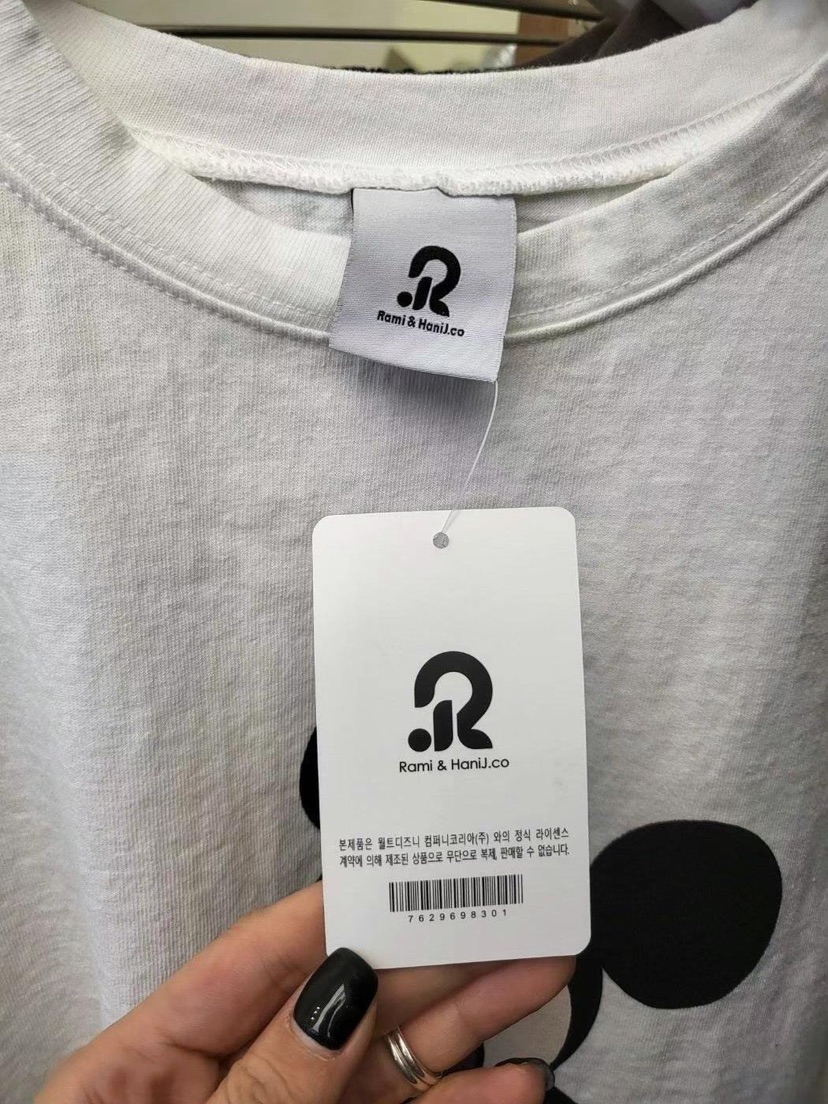 Rami & HaniJ.co
Rami & HaniJ.co
본제품은 월트디즈니 컴퍼니코리아(주) 와의 정식 라이센스
계약에 의해 제조된 상품으로 무단으로 복제, 판매할 수 없습니다.
7629698301